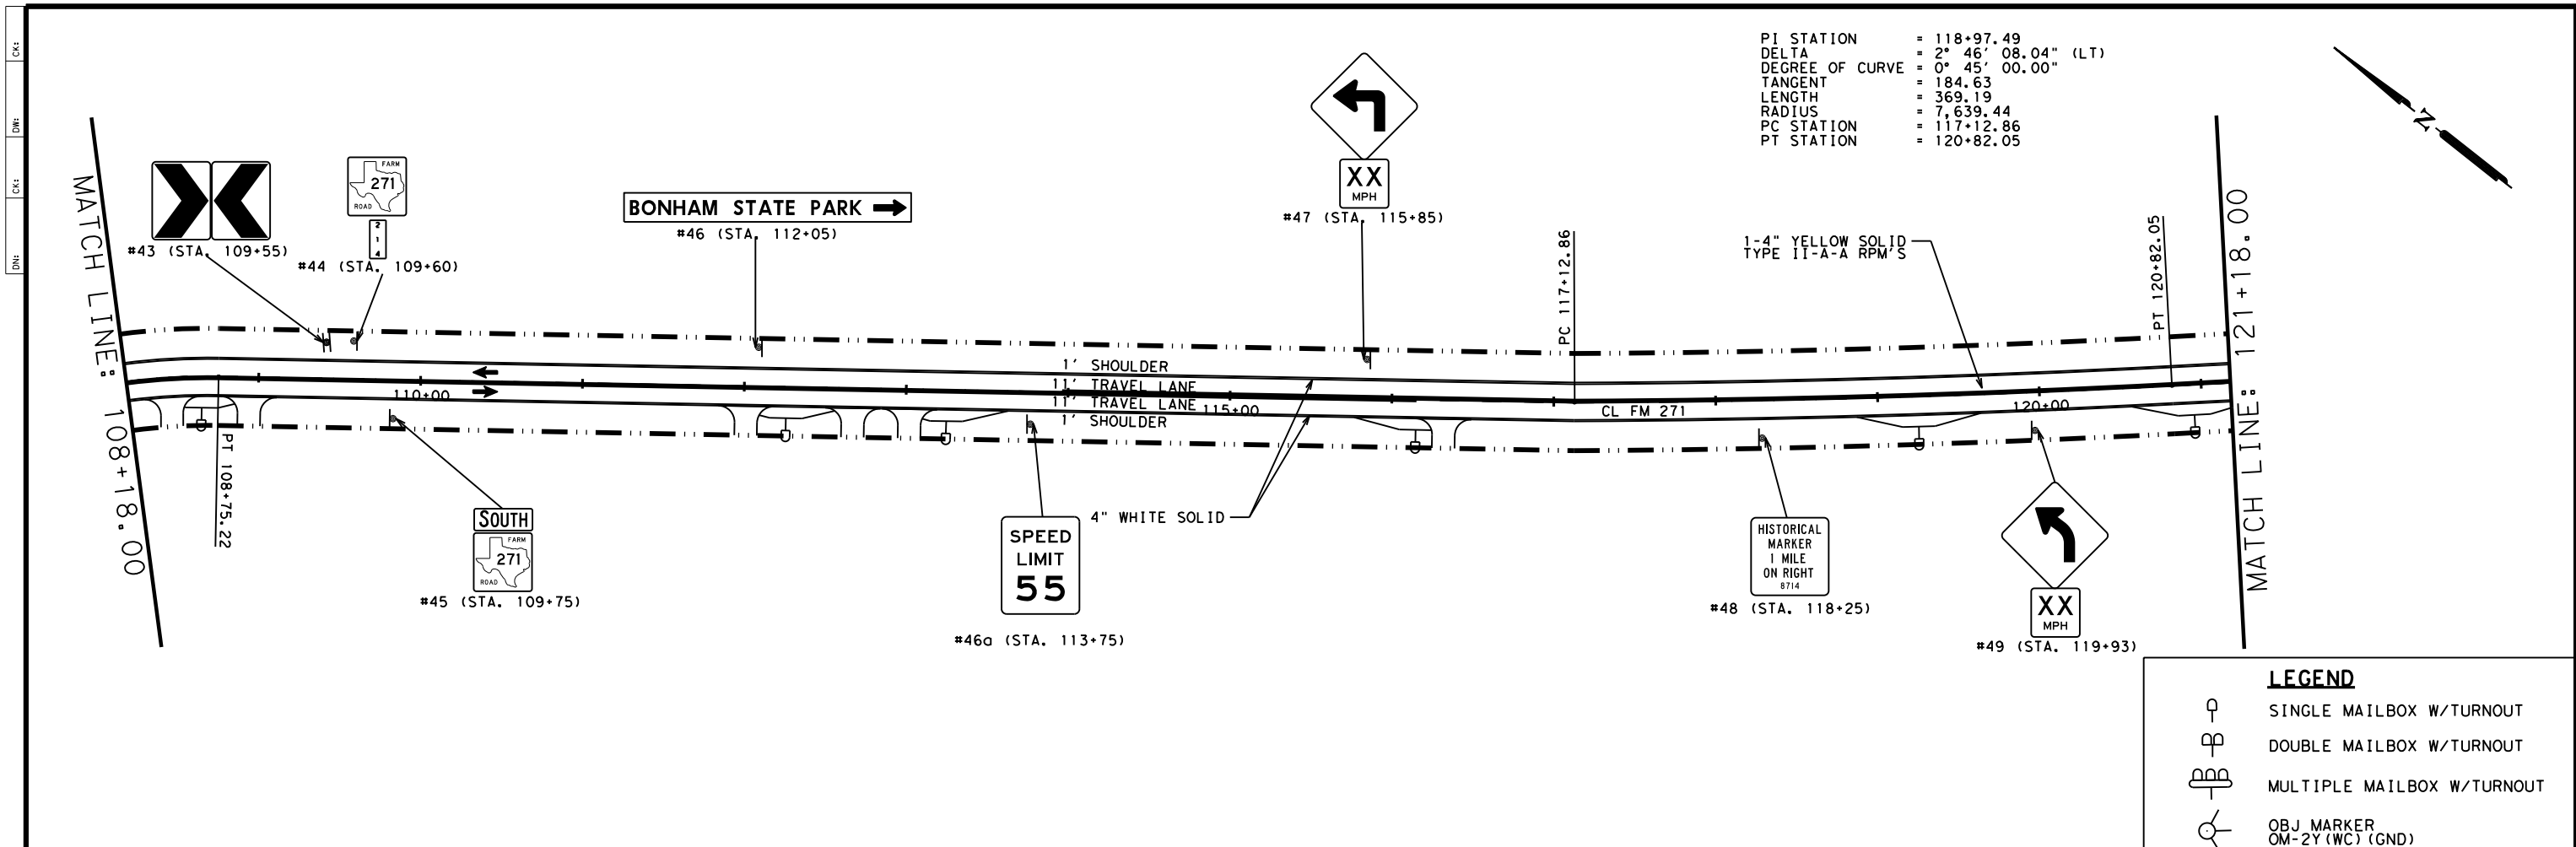 CK:
DW:
CK:
DN:
PI STATION = 118+97.49
DELTA = 2° 46' 08.04" (LT)
DEGREE OF CURVE = 0° 45' 00.00"
TANGENT = 184.63
LENGTH = 369.19
RADIUS = 7,639.44
PC STATION = 117+12.86
PT STATION = 120+82.05
N
MATCH LINE: 108+18.00
#43 (STA. 109+55)
FARM
271
ROAD
2
1
4
#44 (STA. 109+60)
BONHAM STATE PARK
#46 (STA. 112+05)
XX
MPH
#47 (STA. 115+85)
PC 117+12.86
1-4" YELLOW SOLID
TYPE II-A-A RPM'S
PT 120+82.05
MATCH LINE: 121+18.00
1' SHOULDER
11' TRAVEL LANE
11' TRAVEL LANE
1' SHOULDER
110+00
115+00
CL FM 271
120+00
PT 108+75.22
SOUTH
FARM
271
ROAD
#45 (STA. 109+75)
SPEED
LIMIT
55
#46a (STA. 113+75)
4" WHITE SOLID
HISTORICAL
MARKER
1 MILE
ON RIGHT
8714
#48 (STA. 118+25)
XX
MPH
#49 (STA. 119+93)
LEGEND
SINGLE MAILBOX W/TURNOUT
DOUBLE MAILBOX W/TURNOUT
MULTIPLE MAILBOX W/TURNOUT
OBJ MARKER
OM-2Y(WC)(GND)